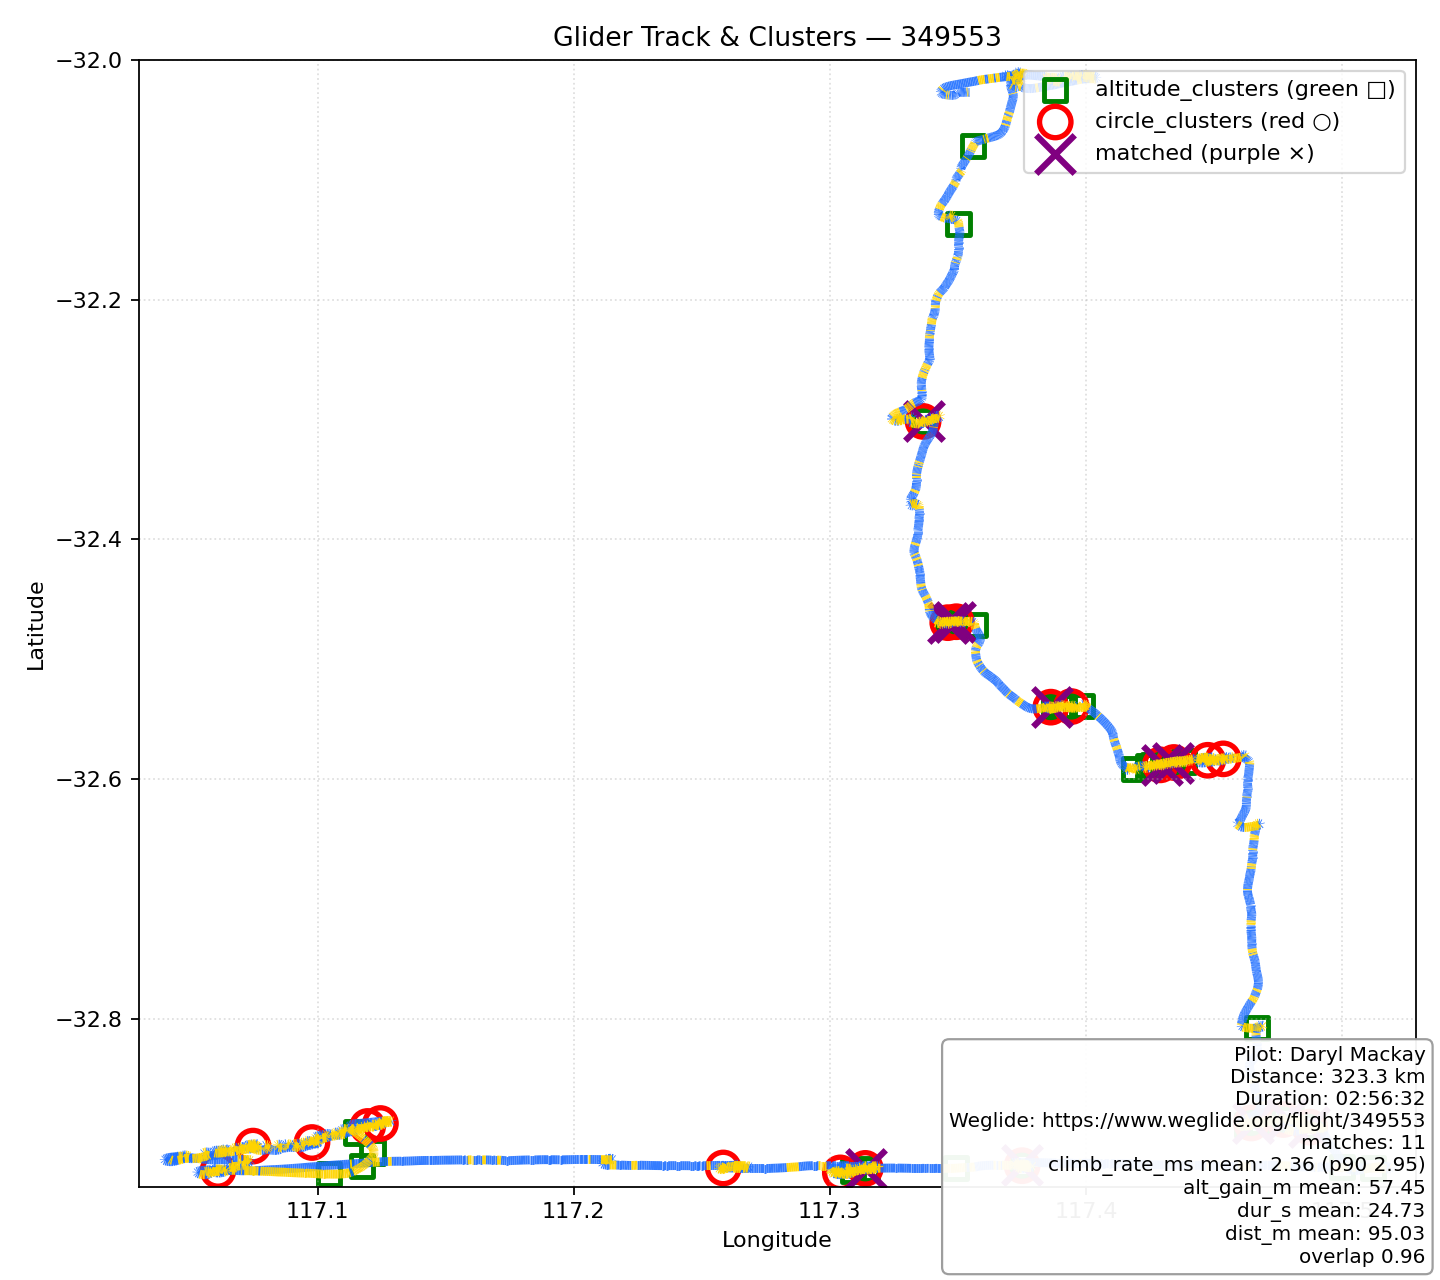 Glider Track & Clusters — 349553
altitude_clusters (green □)
circle_clusters (red ○)
matched (purple ×)
−32.0
−32.2
−32.4
−32.6
−32.8
Latitude
117.1
117.2
117.3
117.4
Longitude
Pilot: Daryl Mackay
Distance: 323.3 km
Duration: 02:56:32
Weglide: https://www.weglide.org/flight/349553
matches: 11
climb_rate_ms mean: 2.36 (p90 2.95)
alt_gain_m mean: 57.45
dur_s mean: 24.73
dist_m mean: 95.03
overlap 0.96